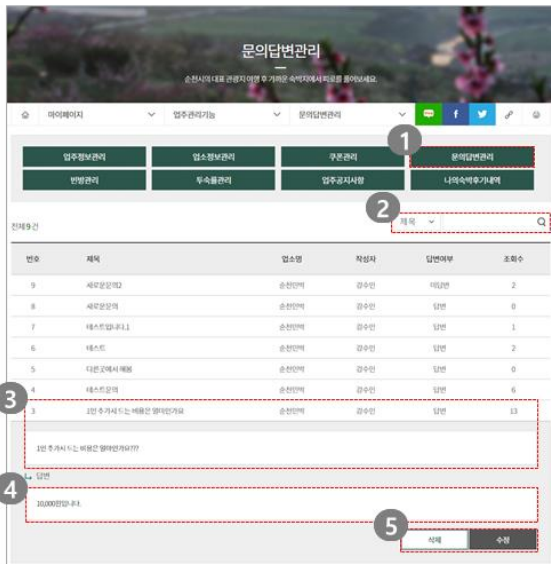 문의답변관리
순천시의 대표 관광지 여행 후 가까운 숙박지에서 피로를 풀어보세요.
마이페이지 업주관리기능 문의답변관리 f
1
업주정보관리 업소정보관리 쿠폰관리 문의답변관리
빈방관리 투숙률관리 업주공지사항 나의숙박후기내역
2
전체 9 건 제목
번호 제목 업소명 작성자 답변여부 조회수
9 새로운문의2 순천민박 강수민 미답변 2
8 새로운문의 순천민박 강수민 답변 0
7 테스트입니다.1 순천민박 강수민 답변 1
6 테스트 순천민박 강수민 답변 2
5 다른곳에서 해봄 순천민박 강수민 답변 0
4 테스트문의 순천민박 강수민 답변 6
3
3 1인 추가시 드는 비용은 얼마인가요 순천민박 강수민 답변 13
1인 추가시 드는 비용은 얼마인가요???
답변
4
10,000원입니다.
5
삭제 수정